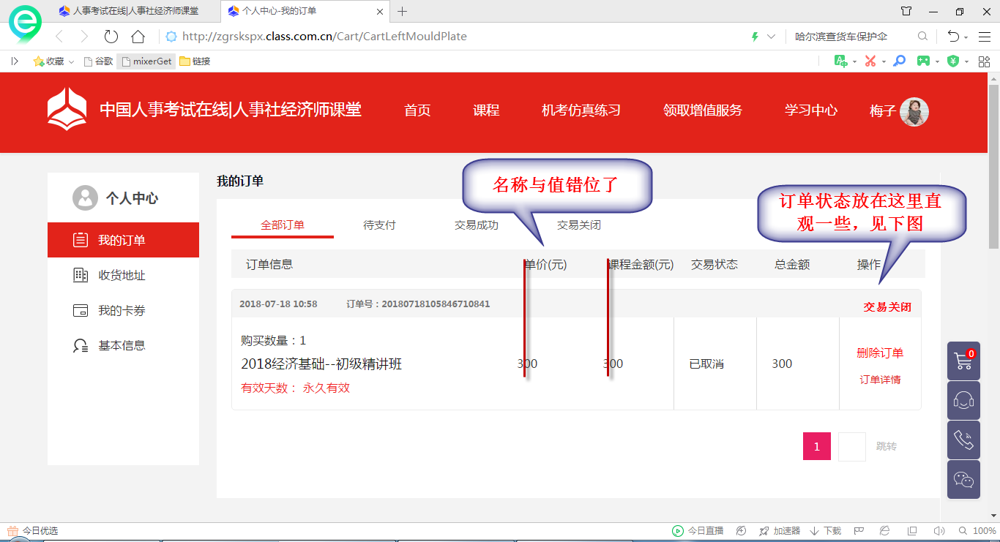 人事考试在线|人事社经济师课堂
个人中心-我的订单
http://zgrskspx.class.com.cn/Cart/CartLeftMouldPlate
哈尔滨查货车保护伞
收藏
谷歌
mixerGet
链接
中国人事考试在线|人事社经济师课堂
首页
课程
机考仿真练习
领取增值服务
学习中心
梅子
个人中心
我的订单
收货地址
我的卡券
基本信息
我的订单
名称与值错位了
订单状态放在这里直
观一些，见下图
全部订单
待支付
交易成功
交易关闭
订单信息
单价(元)
课程金额(元)
交易状态
总金额
操作
2018-07-18 10:58
订单号：20180718105846710841
交易关闭
购买数量：1
2018经济基础--初级精讲班
有效天数： 永久有效
300
300
已取消
300
删除订单
订单详情
0
1
跳转
今日优选
今日直播
加速器
下载
100%